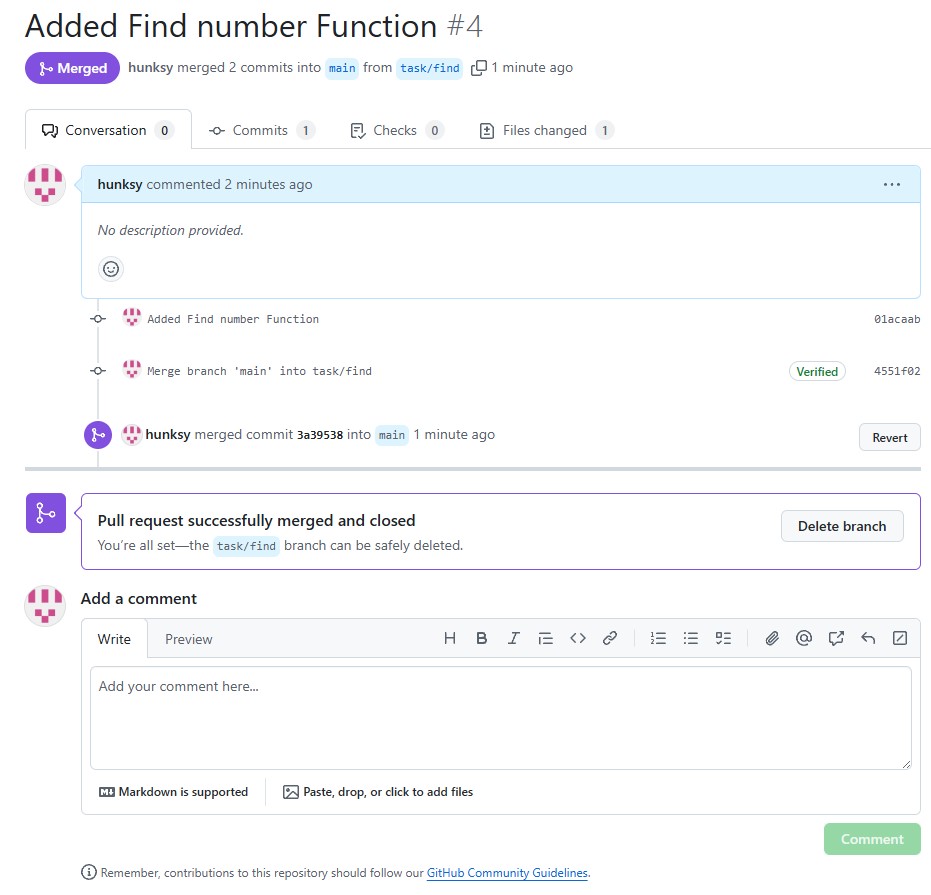 Added Find number Function #4
Merged hunksy merged 2 commits into main from task/find 1 minute ago
Conversation 0 Commits 1 Checks 0 Files changed 1
hunksy commented 2 minutes ago
No description provided.
Added Find number Function 01acaab
Merge branch 'main' into task/find Verified 4551f02
hunksy merged commit 3a39538 into main 1 minute ago Revert
Pull request successfully merged and closed Delete branch
You're all set—the task/find branch can be safely deleted.
Add a comment
Write Preview
Add your comment here...
Markdown is supported Paste, drop, or click to add files
Comment
Remember, contributions to this repository should follow our GitHub Community Guidelines.